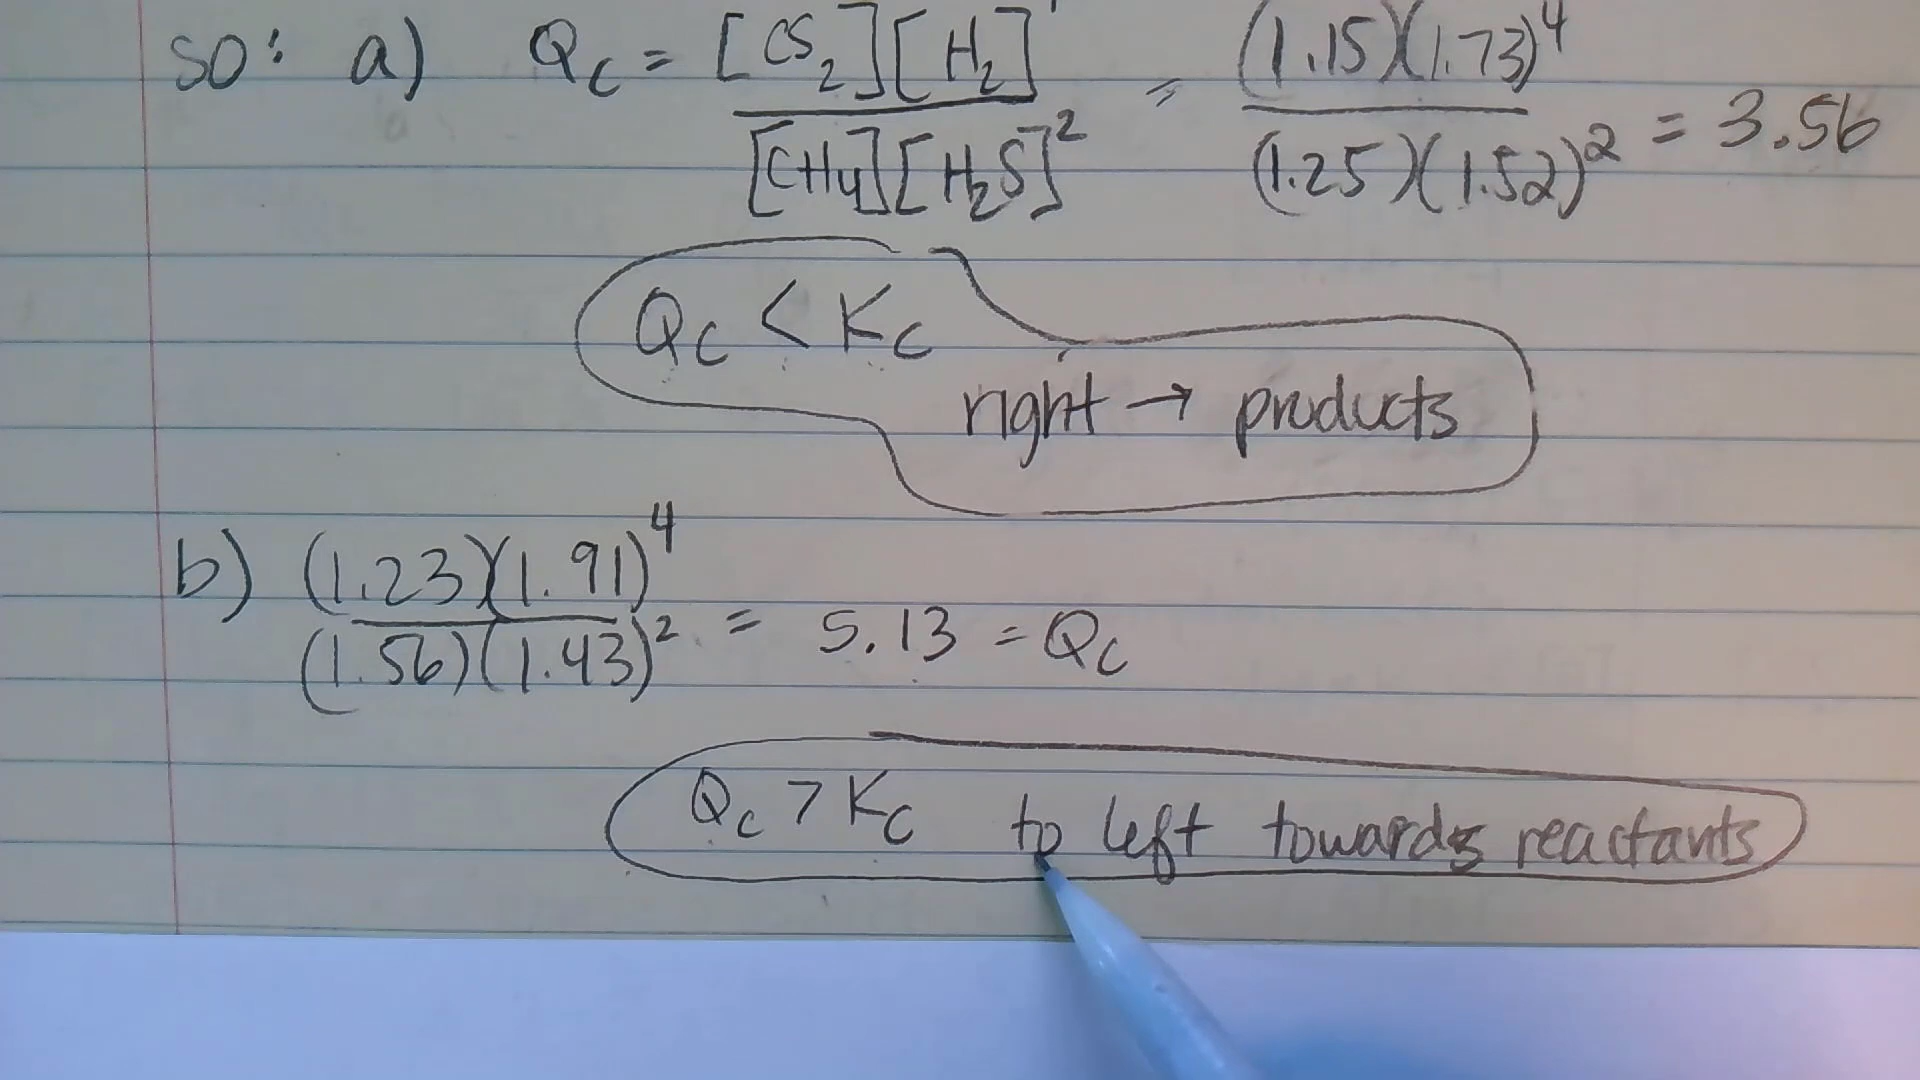 so: a) Qc = [CS2][H2] = (1.15)(1.73)^4
[CH4][H2S]^2 (1.25)(1.52)^2 = 3.56
Qc < Kc
right → products
b) (1.23)(1.91)^4
(1.56)(1.43)^2 = 5.13 = Qc
Qc > Kc to left towards reactants